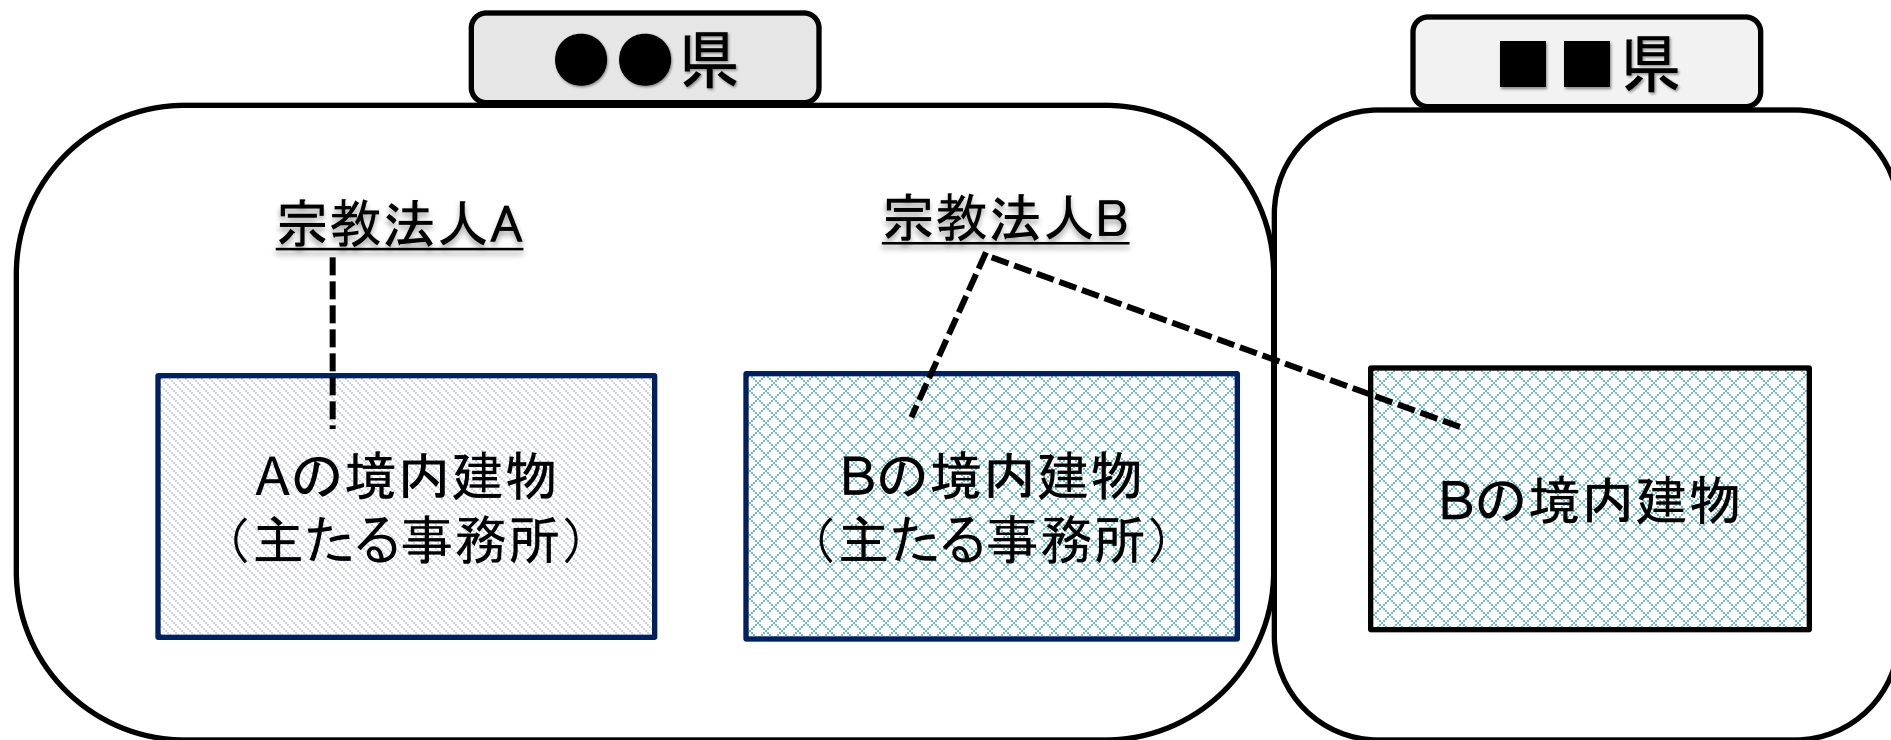 ●●県
■■県
宗教法人A
宗教法人B
Aの境内建物
（主たる事務所）
Bの境内建物
（主たる事務所）
Bの境内建物